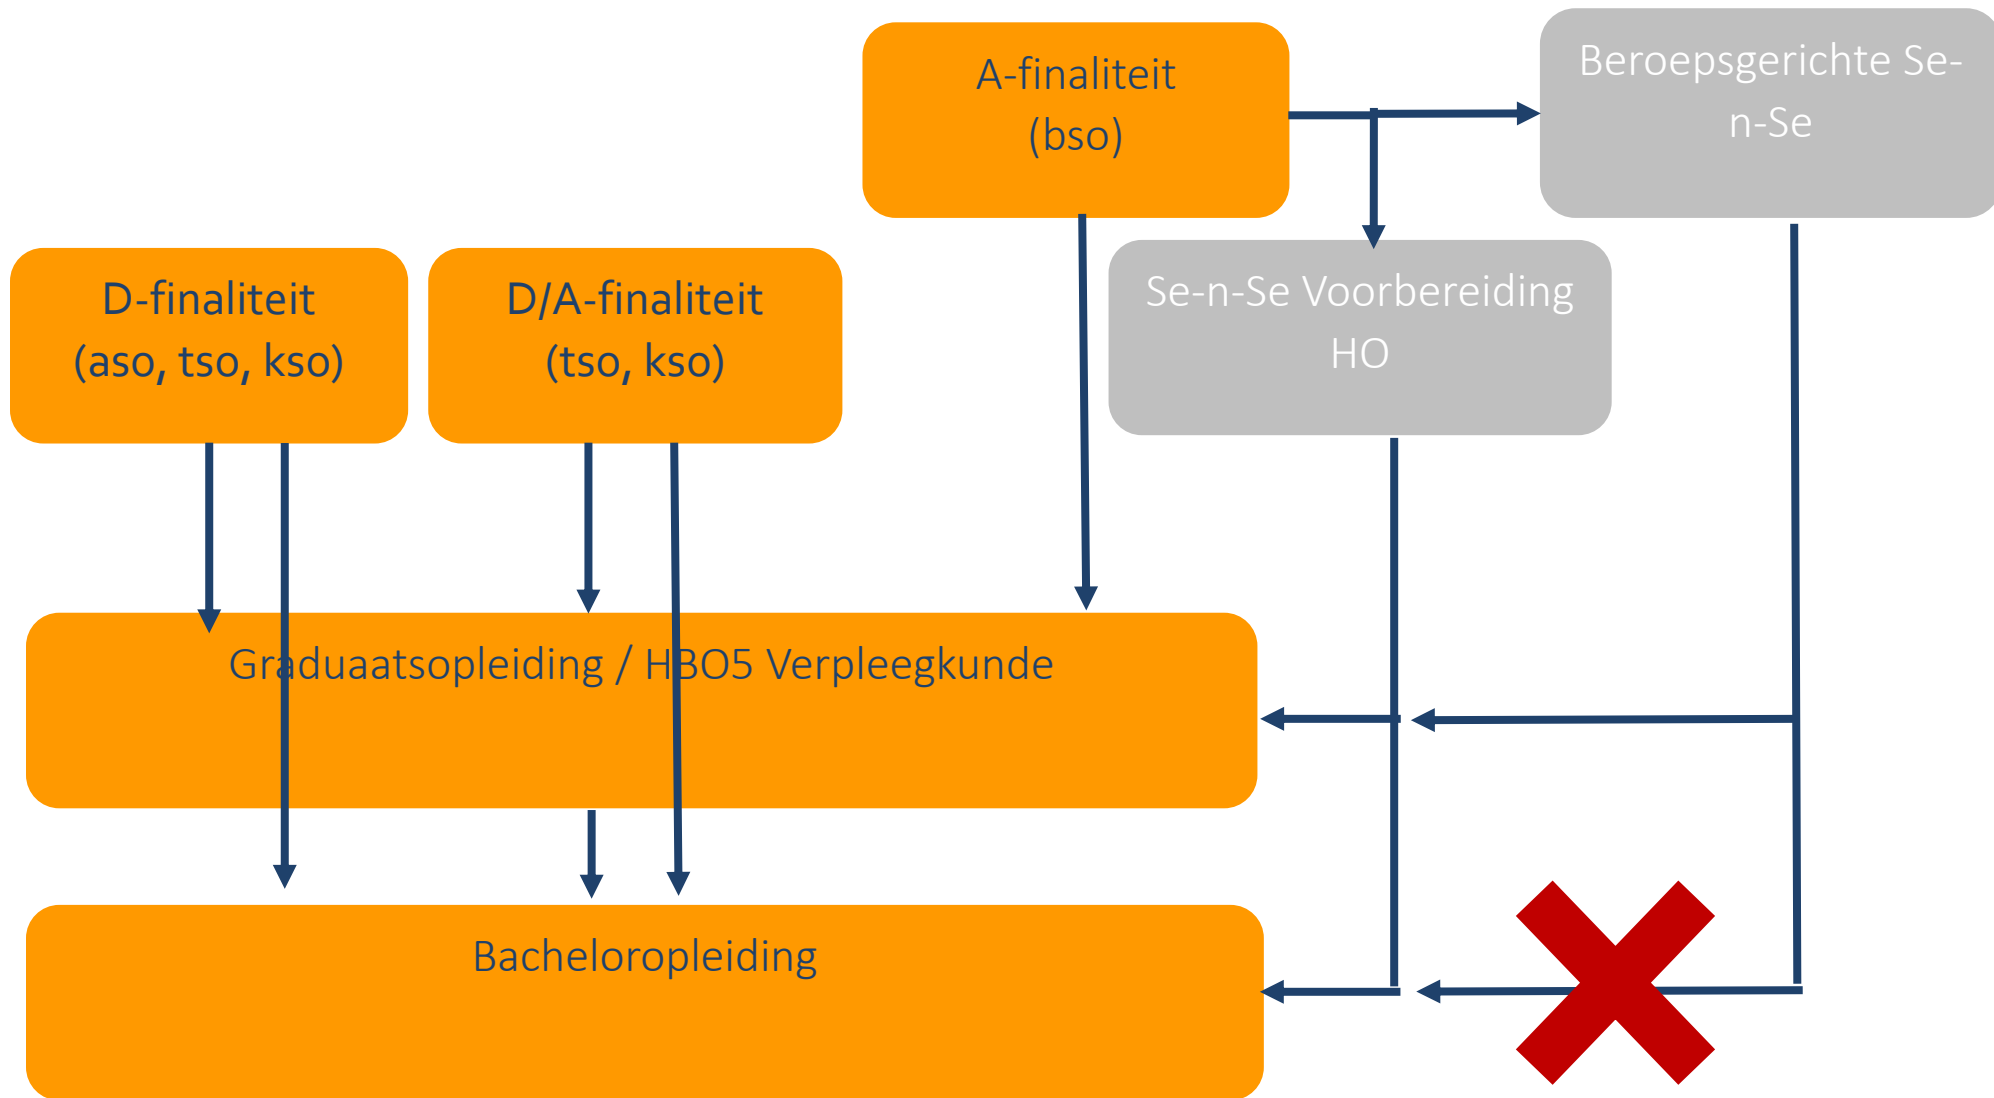 A-finaliteit
(bso)
Beroepsgerichte Se-
n-Se
D-finaliteit
(aso, tso, kso)
D/A-finaliteit
(tso, kso)
Se-n-Se Voorbereiding
HO
Graduaatsopleiding / HBO5 Verpleegkunde
Bacheloropleiding